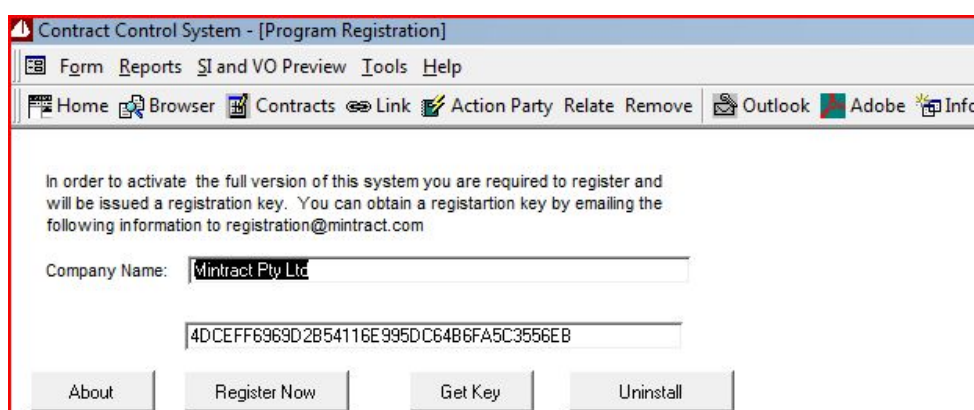 Contract Control System - [Program Registration]
Form Reports SI and VO Preview Tools Help
Home Browser Contracts Link Action Party Relate Remove Outlook Adobe Info
In order to activate the full version of this system you are required to register and
will be issued a registration key. You can obtain a registartion key by emailing the
following information to registration@mintract.com
Company Name: Mintract Pty Ltd
4DCEFF6969D2B54116E995DC64B6FA5C3556EB
About Register Now Get Key Uninstall